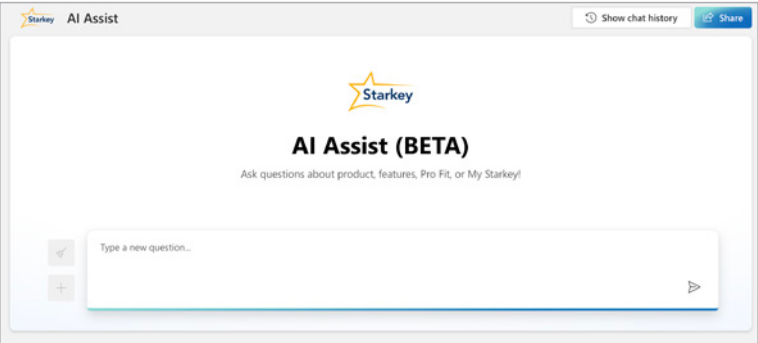 Starkey AI Assist
Show chat history
Share
Starkey
AI Assist (BETA)
Ask questions about product, features, Pro Fit, or My Starkey!
Type a new question...